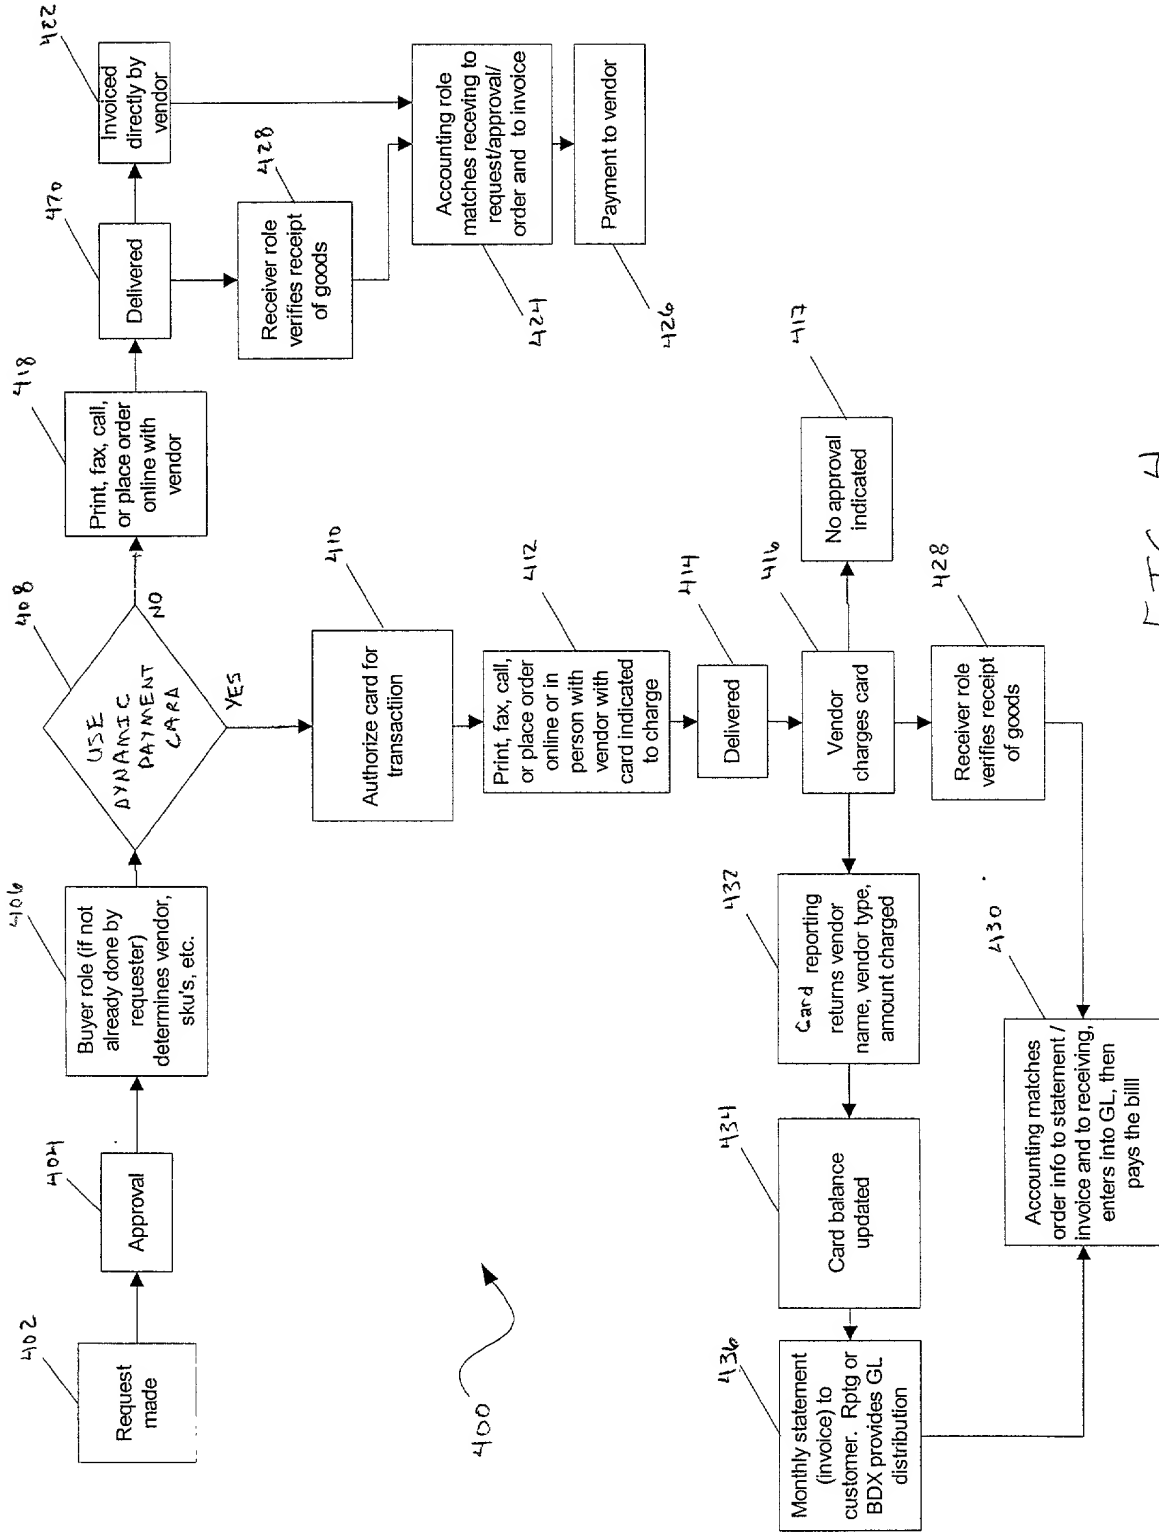 402
Request
made
404
Approval
406
Buyer role (if not
already done by
requester)
determines vendor,
sku's, etc.
408
USE
DYNAMIC
PAYMENT
CARD
NO
YES
418
Print, fax, call,
or place order
online with
vendor
420
Delivered
422
Invoiced
directly by
vendor
428
Receiver role
verifies receipt
of goods
424
Accounting role
matches receving to
request/approval/
order and to invoice
426
Payment to vendor
410
Authorize card for
transactiion
412
Print, fax, call,
or place order
online or in
person with
vendor with
card indicated
to charge
414
Delivered
416
Vendor
charges card
417
No approval
indicated
428
Receiver role
verifies receipt
of goods
432
Card reporting
returns vendor
name, vendor type,
amount charged
434
Card balance
updated
436
Monthly statement
(invoice) to
customer. Rptg or
BDX provides GL
distribution
430
Accounting matches
order info to statement /
invoice and to receiving,
enters into GL, then
pays the billl
400
FIG 4